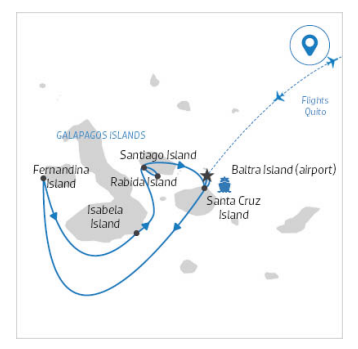 Flights
Quito
GALAPAGOS ISLANDS
Santiago Island
Fernandina
Island
Rabida Island
Baltra Island (airport)
Isabela
Island
Santa Cruz
Island